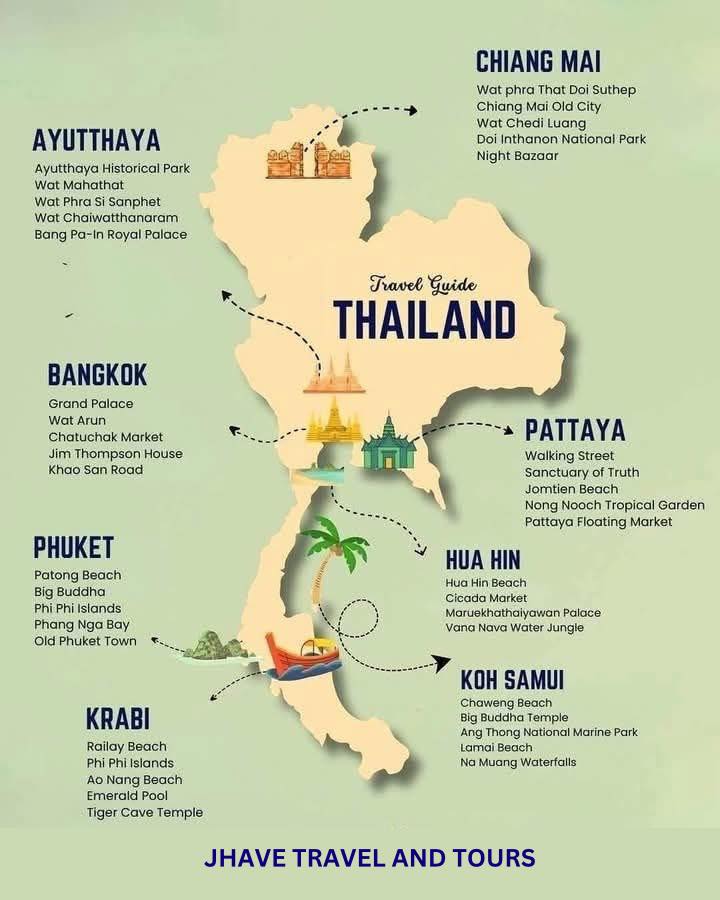 CHIANG MAI
Wat phra That Doi Suthep
Chiang Mai Old City
Wat Chedi Luang
Doi Inthanon National Park
Night Bazaar
AYUTTHAYA
Ayutthaya Historical Park
Wat Mahathat
Wat Phra Si Sanphet
Wat Chaiwatthanaram
Bang Pa-In Royal Palace
Travel Guide
THAILAND
BANGKOK
Grand Palace
Wat Arun
Chatuchak Market
Jim Thompson House
Khao San Road
PATTAYA
Walking Street
Sanctuary of Truth
Jomtien Beach
Nong Nooch Tropical Garden
Pattaya Floating Market
PHUKET
Patong Beach
Big Buddha
Phi Phi Islands
Phang Nga Bay
Old Phuket Town
HUA HIN
Hua Hin Beach
Cicada Market
Maruekhathaiyawan Palace
Vana Nava Water Jungle
KOH SAMUI
Chaweng Beach
Big Buddha Temple
Ang Thong National Marine Park
Lamai Beach
Na Muang Waterfalls
KRABI
Railay Beach
Phi Phi Islands
Ao Nang Beach
Emerald Pool
Tiger Cave Temple
JHAVE TRAVEL AND TOURS